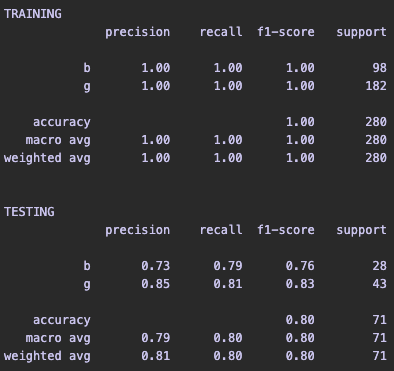 TRAINING
precision recall f1-score support
b 1.00 1.00 1.00 98
g 1.00 1.00 1.00 182
accuracy 1.00 280
macro avg 1.00 1.00 1.00 280
weighted avg 1.00 1.00 1.00 280
TESTING
precision recall f1-score support
b 0.73 0.79 0.76 28
g 0.85 0.81 0.83 43
accuracy 0.80 71
macro avg 0.79 0.80 0.80 71
weighted avg 0.81 0.80 0.80 71